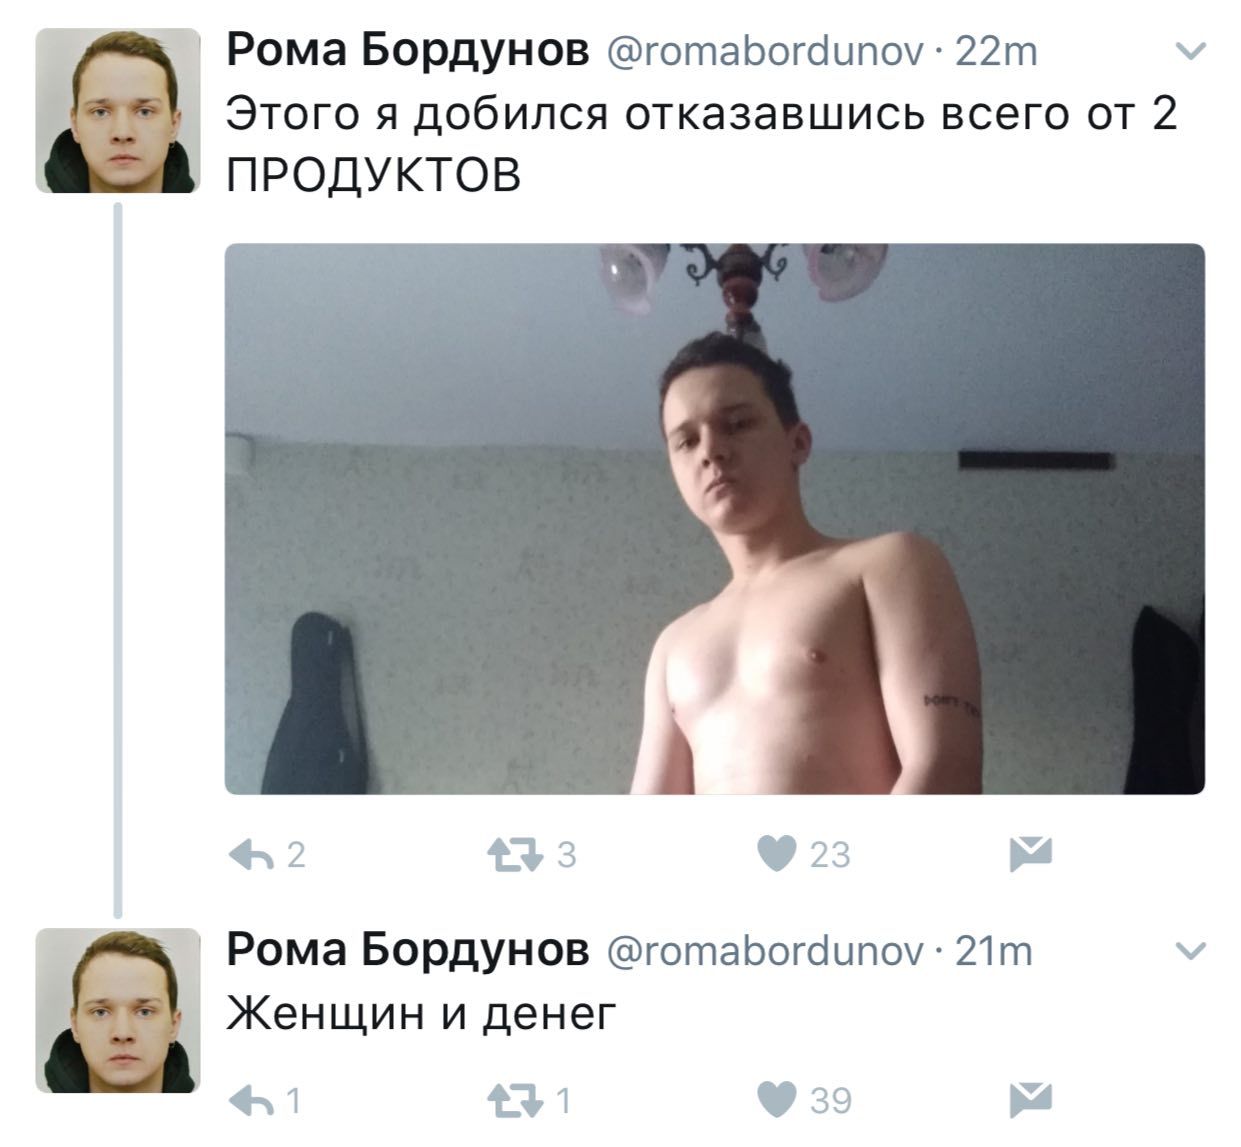 Рома Бордунов @romabordunov · 22m
Этого я добился отказавшись всего от 2
ПРОДУКТОВ
2 3 23
Рома Бордунов @romabordunov · 21m
Женщин и денег
1 1 39